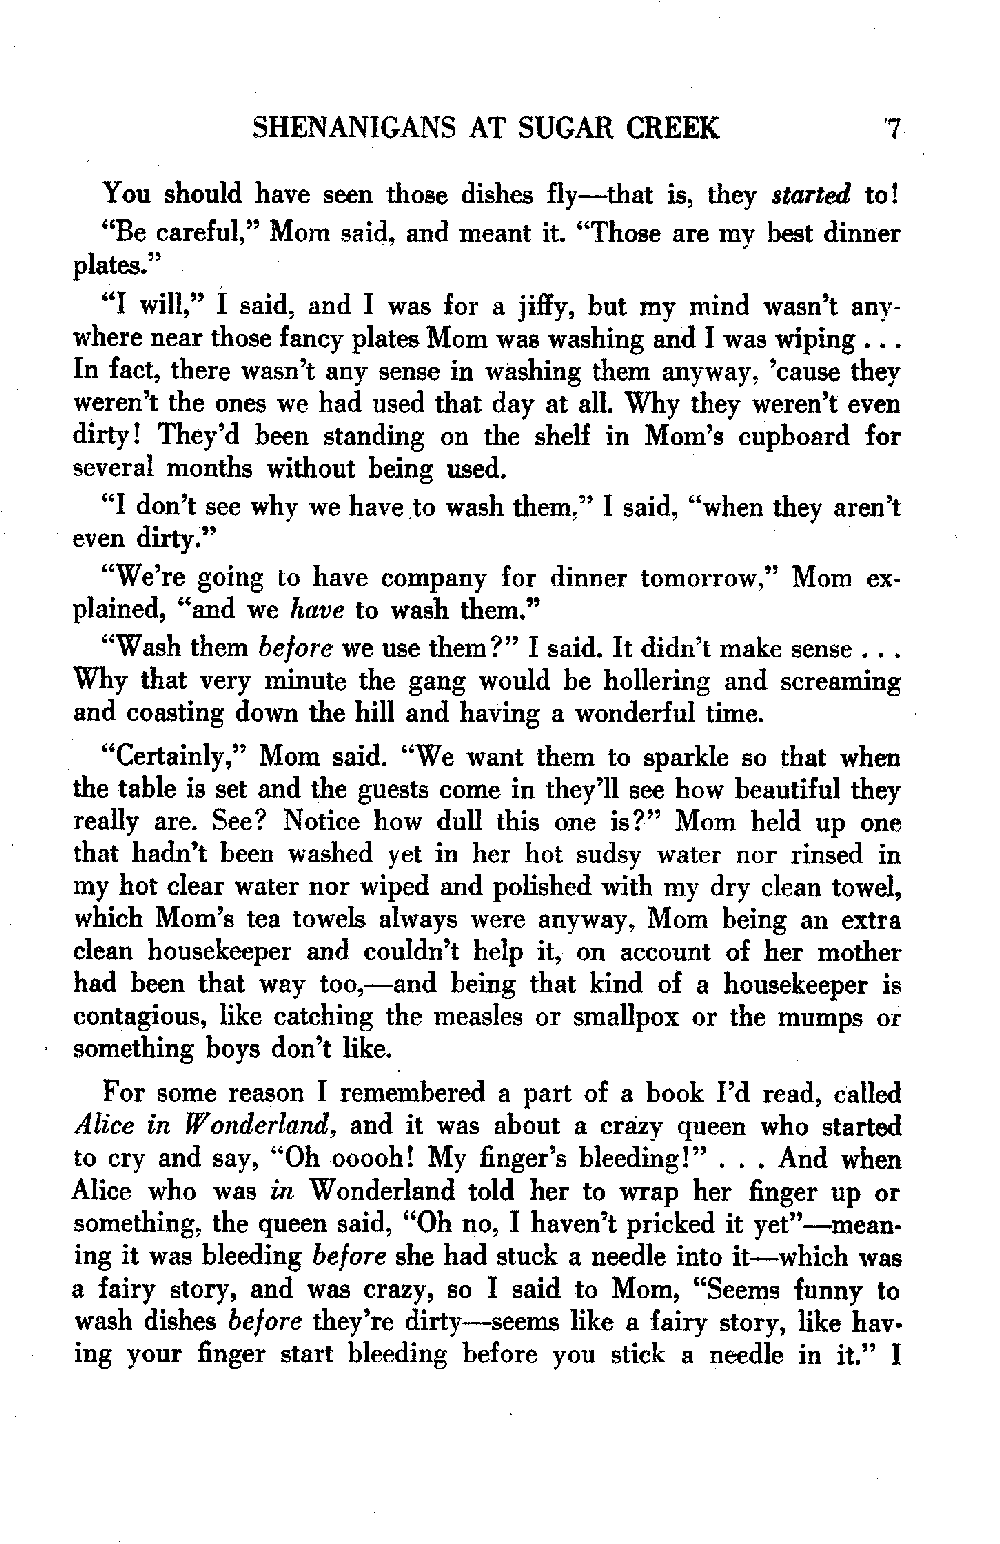 SHENANIGANS AT SUGAR CREEK 7
You should have seen those dishes fly—that is, they started to!
“Be careful,” Mom said, and meant it. “Those are my best dinner
plates.”
“I will,” I said, and I was for a jiffy, but my mind wasn’t any-
where near those fancy plates Mom was washing and I was wiping . . .
In fact, there wasn’t any sense in washing them anyway, ’cause they
weren’t the ones we had used that day at all. Why they weren’t even
dirty! They’d been standing on the shelf in Mom’s cupboard for
several months without being used.
“I don’t see why we have to wash them,” I said, “when they aren’t
even dirty.”
“We’re going to have company for dinner tomorrow,” Mom ex-
plained, “and we have to wash them.”
“Wash them before we use them?” I said. It didn’t make sense . . .
Why that very minute the gang would be hollering and screaming
and coasting down the hill and having a wonderful time.
“Certainly,” Mom said. “We want them to sparkle so that when
the table is set and the guests come in they’ll see how beautiful they
really are. See? Notice how dull this one is?” Mom held up one
that hadn’t been washed yet in her hot sudsy water nor rinsed in
my hot clear water nor wiped and polished with my dry clean towel,
which Mom’s tea towels always were anyway, Mom being an extra
clean housekeeper and couldn’t help it, on account of her mother
had been that way too,—and being that kind of a housekeeper is
contagious, like catching the measles or smallpox or the mumps or
something boys don’t like.
For some reason I remembered a part of a book I’d read, called
Alice in Wonderland, and it was about a crazy queen who started
to cry and say, “Oh ooooh! My finger’s bleeding!” . . . And when
Alice who was in Wonderland told her to wrap her finger up or
something, the queen said, “Oh no, I haven’t pricked it yet”—mean-
ing it was bleeding before she had stuck a needle into it—which was
a fairy story, and was crazy, so I said to Mom, “Seems funny to
wash dishes before they’re dirty—seems like a fairy story, like hav-
ing your finger start bleeding before you stick a needle in it.” I